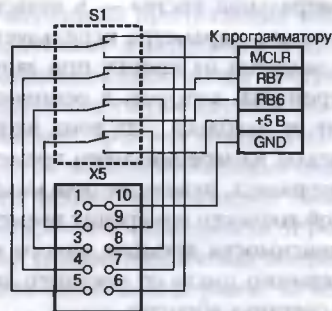 S1
К программатору
MCLR
RB7
RB6
+5 В
GND
X5
1 10
2 9
3 8
4 7
5 6